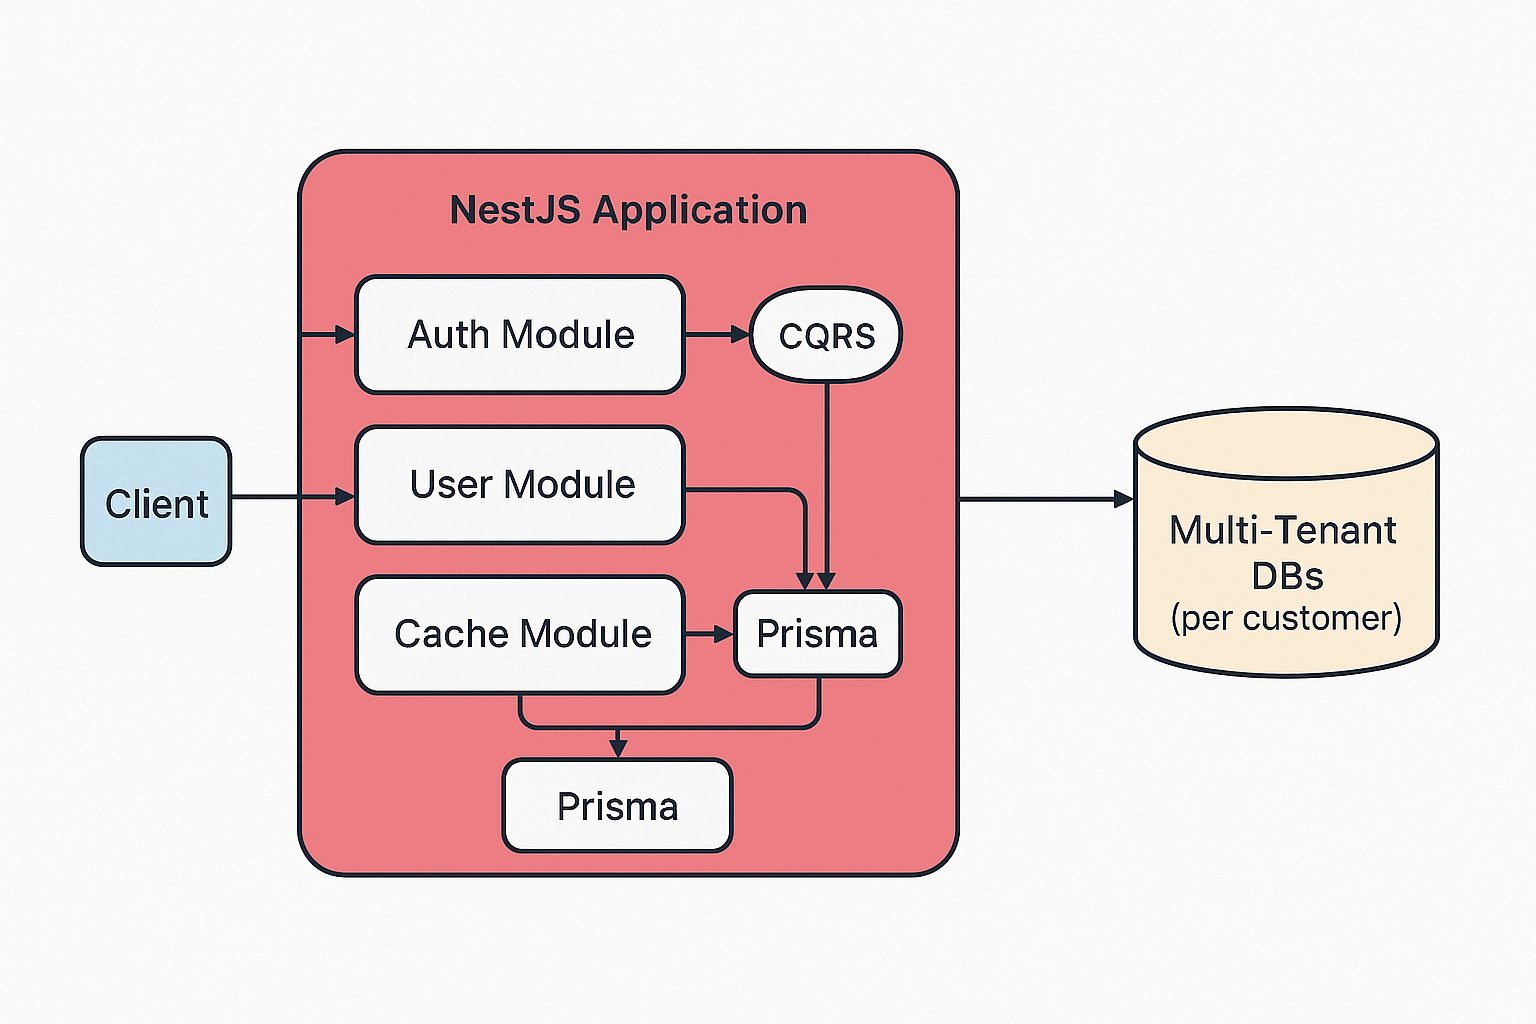 NestJS Application
Auth Module
CQRS
User Module
Client
Cache Module
Prisma
Prisma
Multi-Tenant
DBs
(per customer)